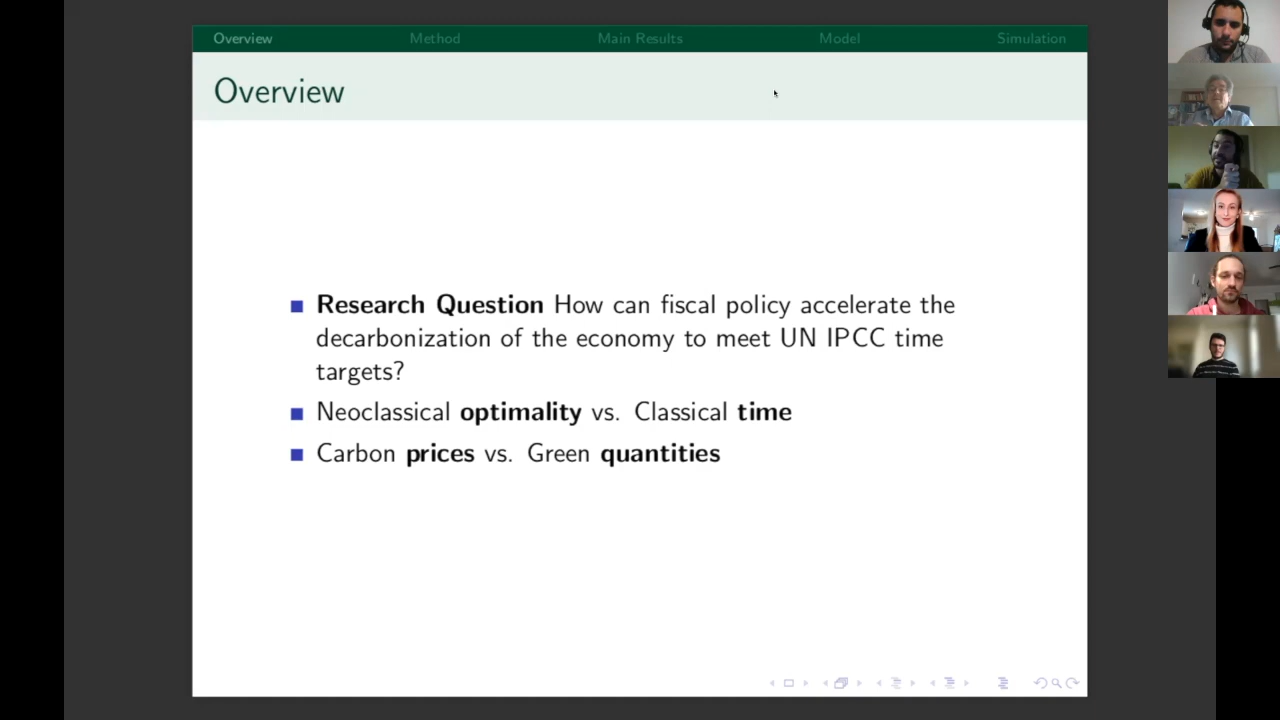 Overview Method Main Results Model Simulation
Overview
Research Question How can fiscal policy accelerate the
decarbonization of the economy to meet UN IPCC time
targets?
Neoclassical optimality vs. Classical time
Carbon prices vs. Green quantities